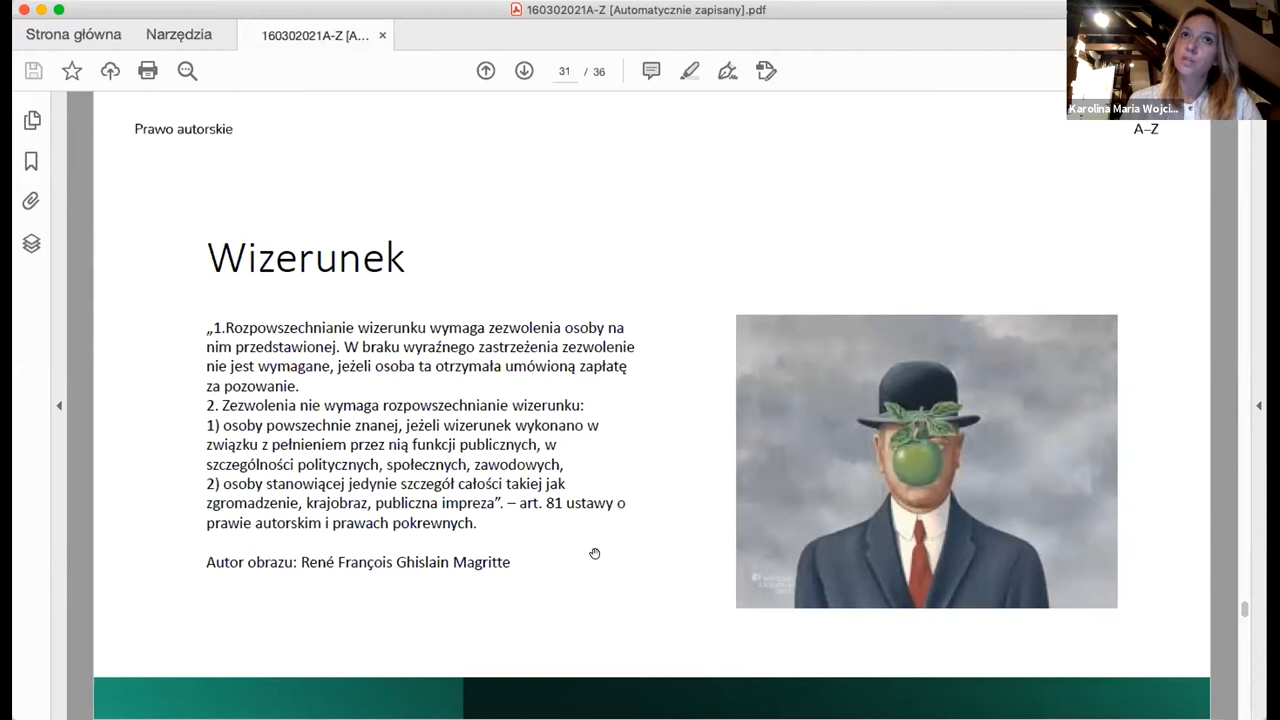 160302021A-Z [Automatycznie zapisany].pdf
Strona główna
Narzędzia
160302021A-Z [A...
31 / 36
Karolina Maria Wojci...
Prawo autorskie
A–Z
Wizerunek
„1.Rozpowszechnianie wizerunku wymaga zezwolenia osoby na
nim przedstawionej. W braku wyraźnego zastrzeżenia zezwolenie
nie jest wymagane, jeżeli osoba ta otrzymała umówioną zapłatę
za pozowanie.
2. Zezwolenia nie wymaga rozpowszechnianie wizerunku:
1) osoby powszechnie znanej, jeżeli wizerunek wykonano w
związku z pełnieniem przez nią funkcji publicznych, w
szczególności politycznych, społecznych, zawodowych,
2) osoby stanowiącej jedynie szczegół całości takiej jak
zgromadzenie, krajobraz, publiczna impreza”. – art. 81 ustawy o
prawie autorskim i prawach pokrewnych.
Autor obrazu: René François Ghislain Magritte